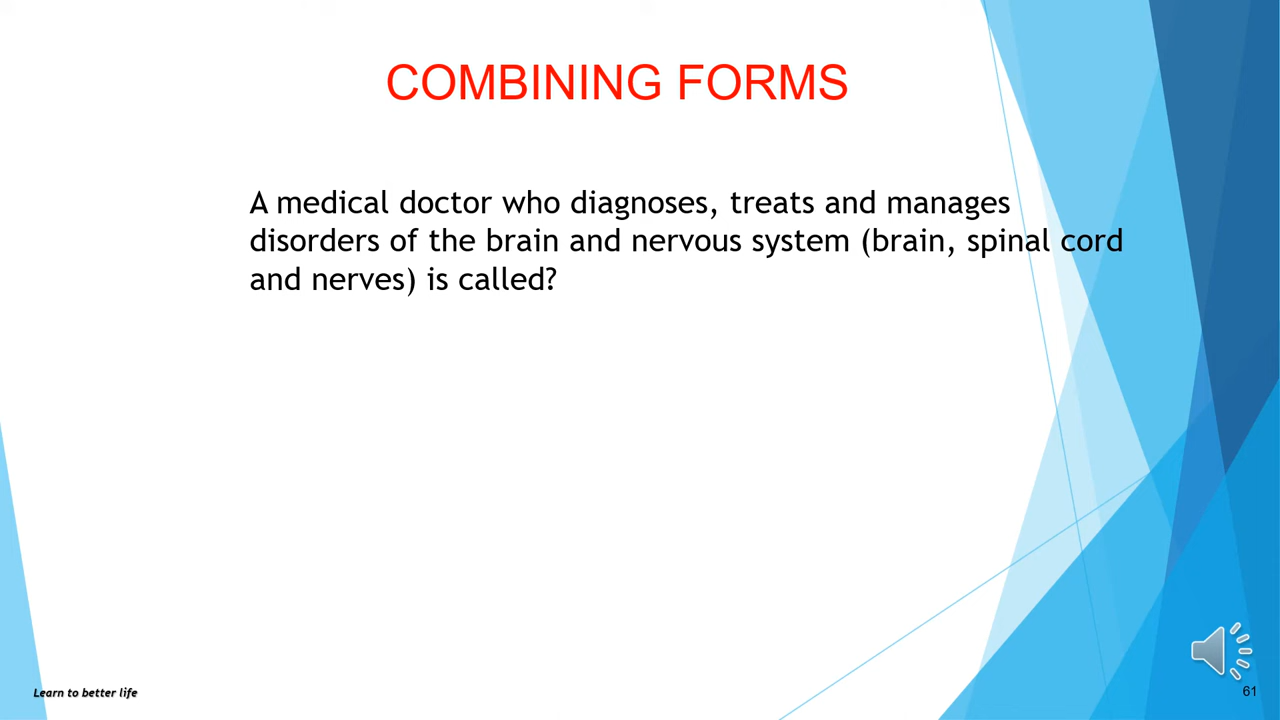 COMBINING FORMS
A medical doctor who diagnoses, treats and manages
disorders of the brain and nervous system (brain, spinal cord
and nerves) is called?
Learn to better life
61